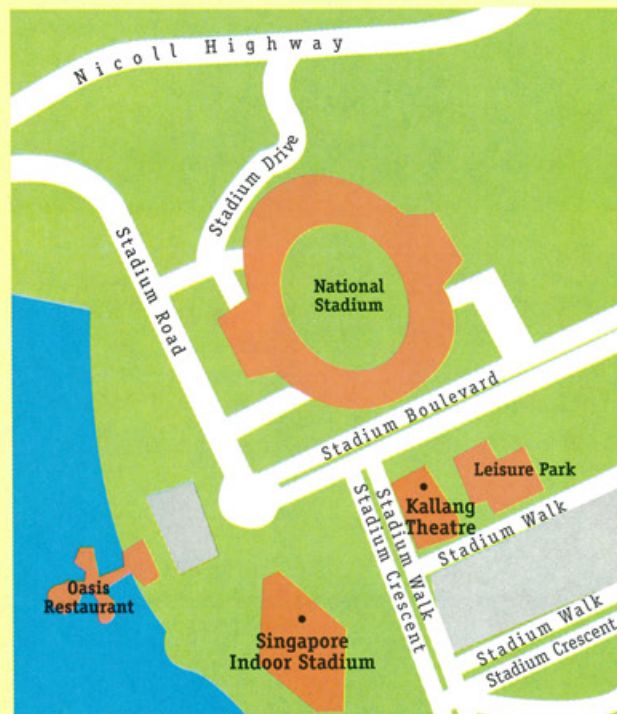 Nicoll Highway
Stadium Drive
Stadium Road
National
Stadium
Stadium Boulevard
Leisure Park
Kallang
Theatre
Stadium Walk
Stadium Walk
Stadium Crescent
Oasis
Restaurant
Singapore
Indoor Stadium
Stadium Walk
Stadium Crescent